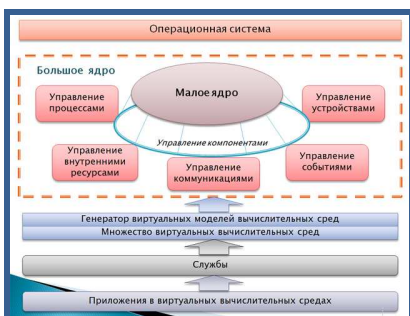 Операционная система
Большое ядро
Малое ядро
Управление
процессами
Управление
устройствами
Управление компонентами
Управление
внутренними
ресурсами
Управление
коммуникациями
Управление
событиями
Генератор виртуальных моделей вычислительных сред
Множество виртуальных вычислительных сред
Службы
Приложения в виртуальных вычислительных средах